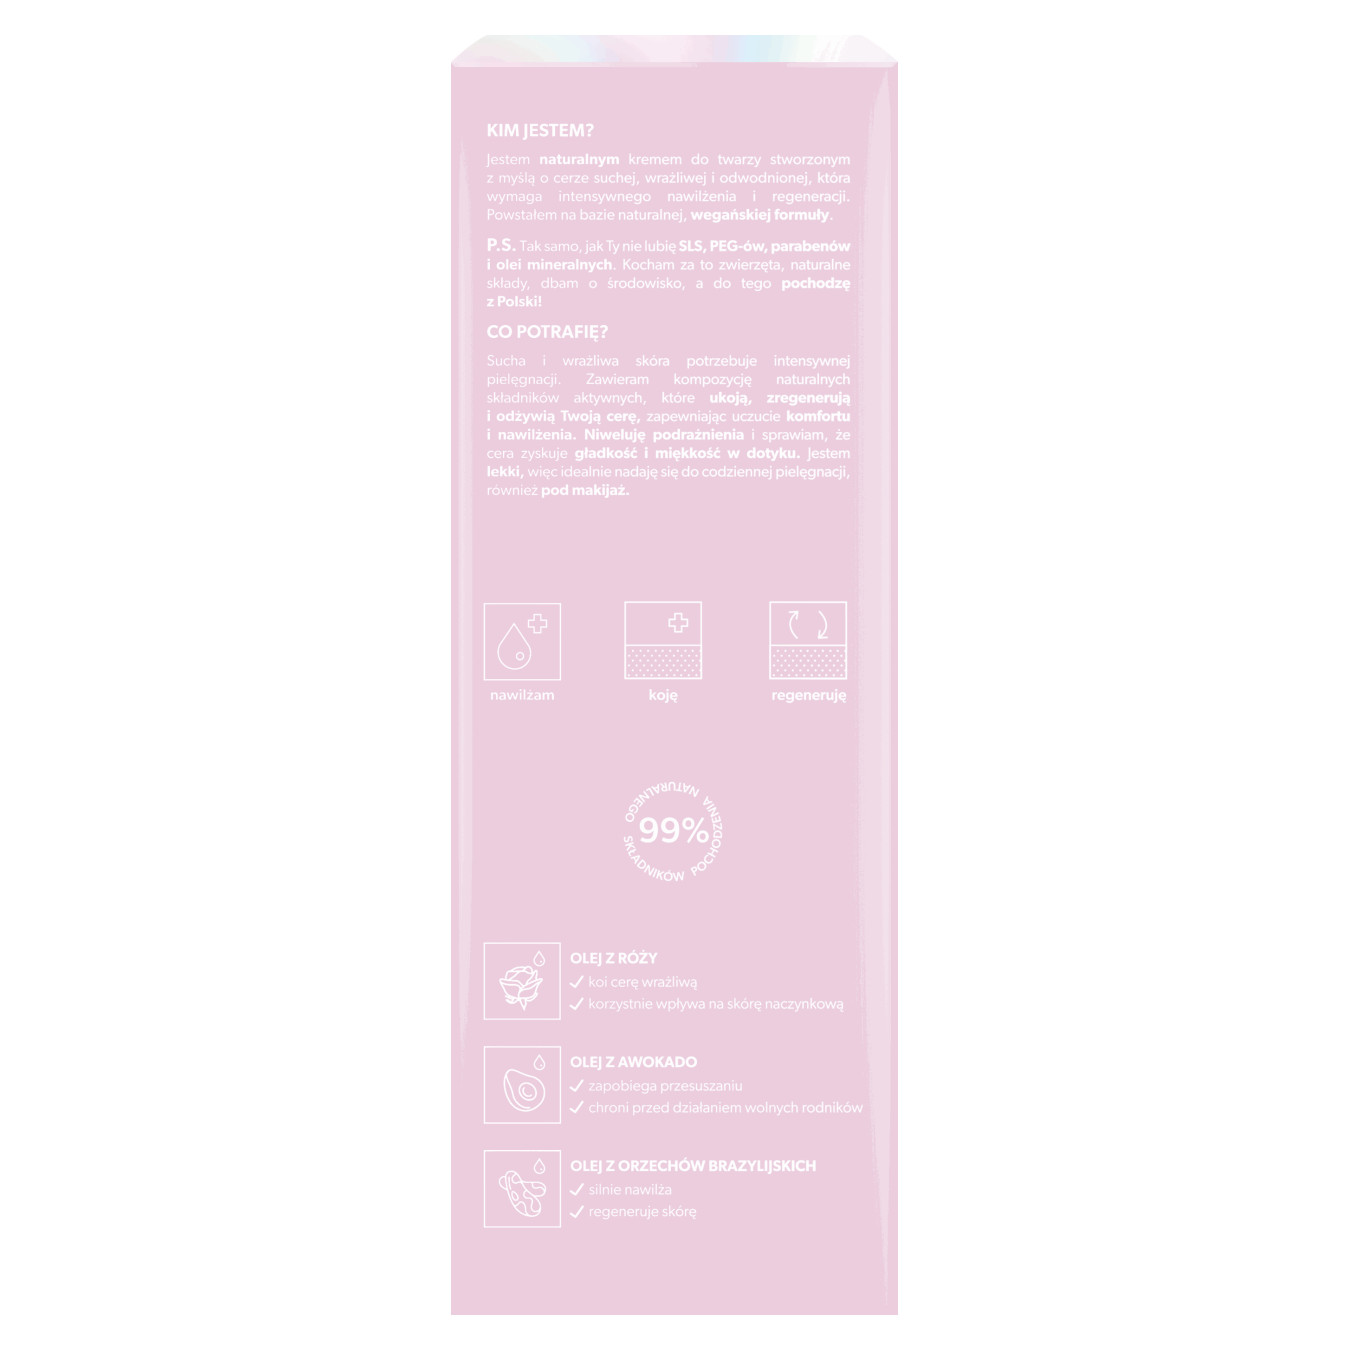 KIM JESTEM?
Jestem naturalnym kremem do twarzy stworzonym
z myślą o cerze suchej, wrażliwej i odwodnionej, która
wymaga intensywnego nawilżenia i regeneracji.
Powstałem na bazie naturalnej, wegańskiej formuły.
P.S. Tak samo, jak Ty nie lubię SLS, PEG-ów, parabenów
i olei mineralnych. Kocham za to zwierzęta, naturalne
składy, dbam o środowisko, a do tego pochodzę
z Polski!
CO POTRAFIĘ?
Sucha i wrażliwa skóra potrzebuje intensywnej
pielęgnacji. Zawieram kompozycję naturalnych
składników aktywnych, które ukoją, zregenerują
i odżywią Twoją cerę, zapewniając uczucie komfortu
i nawilżenia. Niweluję podrażnienia i sprawiam, że
cera zyskuje gładkość i miękkość w dotyku. Jestem
lekki, więc idealnie nadaję się do codziennej pielęgnacji,
również pod makijaż.
nawilżam
koję
regeneruję
99%
SKŁADNIKÓW POCHODZENIA NATURALNEGO
OLEJ Z RÓŻY
koi cerę wrażliwą
korzystnie wpływa na skórę naczynkową
OLEJ Z AWOKADO
zapobiega przesuszaniu
chroni przed działaniem wolnych rodników
OLEJ Z ORZECHÓW BRAZYLIJSKICH
silnie nawilża
regeneruje skórę